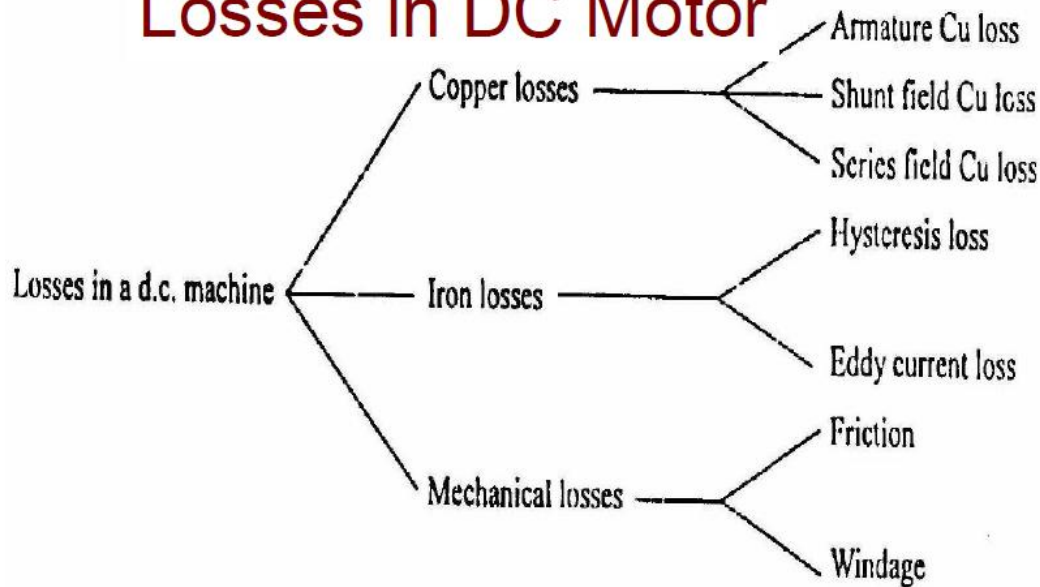 Losses in DC Motor
Armature Cu loss
Copper losses
Shunt field Cu loss
Series field Cu loss
Hysteresis loss
Losses in a d.c. machine
Iron losses
Eddy current loss
Friction
Mechanical losses
Windage